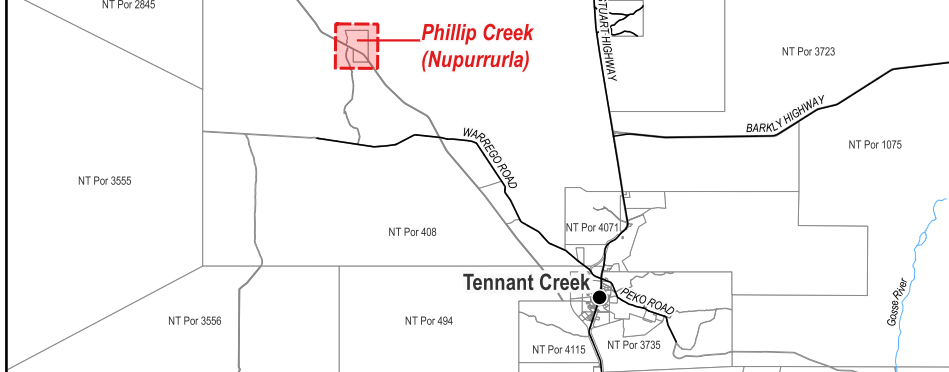 NT Por 2845
Phillip Creek
(Nupurrurla)
STUART HIGHWAY
NT Por 3723
BARKLY HIGHWAY
WARREGO ROAD
NT Por 1075
NT Por 3555
NT Por 408
NT Por 4071
Tennant Creek
PEKO ROAD
Gosse River
NT Por 3556
NT Por 494
NT Por 4115
NT Por 3735